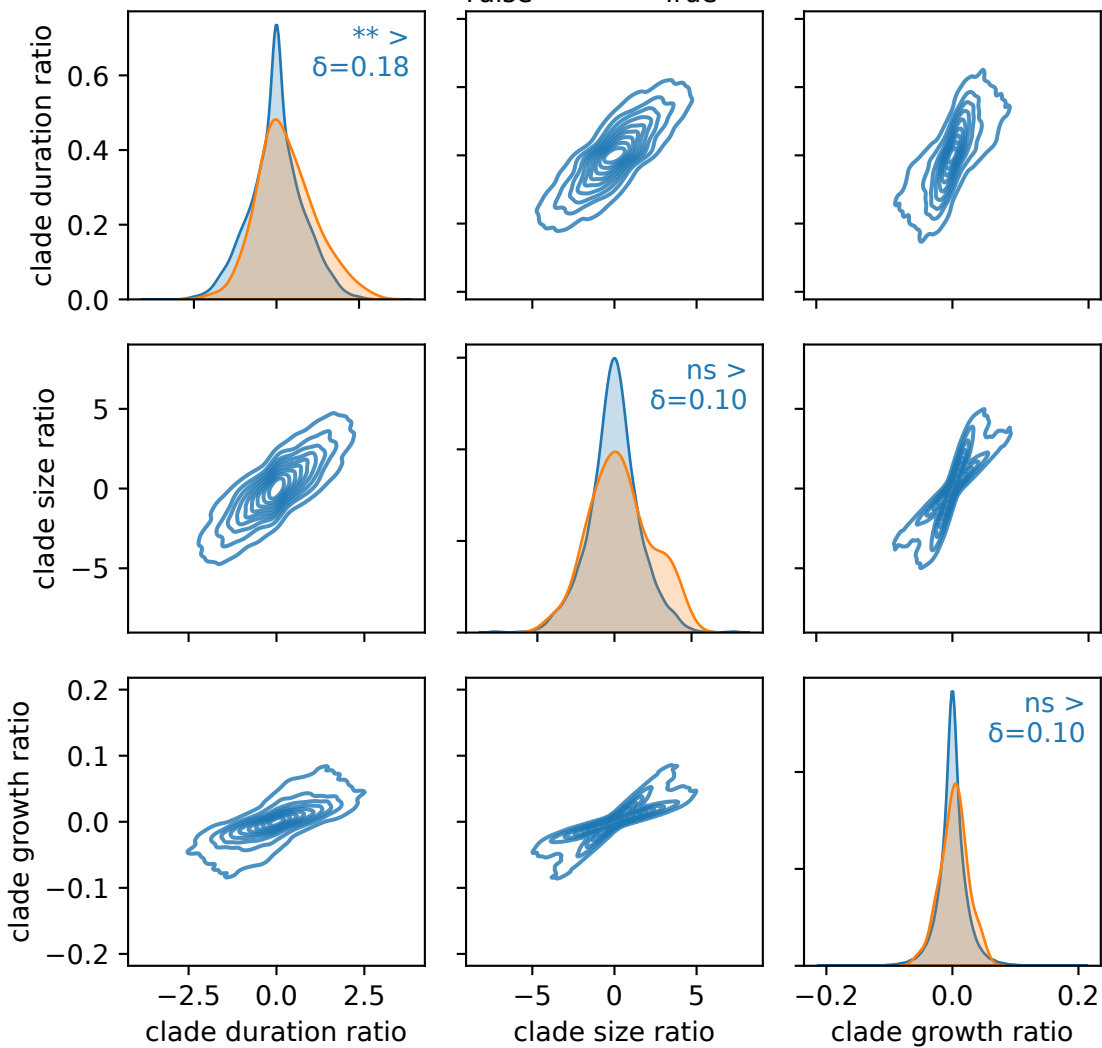 clade duration ratio
0.6
0.4
0.2
0.0
** >
δ=0.18
clade size ratio
5
0
−5
ns >
δ=0.10
clade growth ratio
0.2
0.1
0.0
−0.1
−0.2
ns >
δ=0.10
−2.5 0.0 2.5
−5 0 5
−0.2 0.0 0.2
clade duration ratio
clade size ratio
clade growth ratio